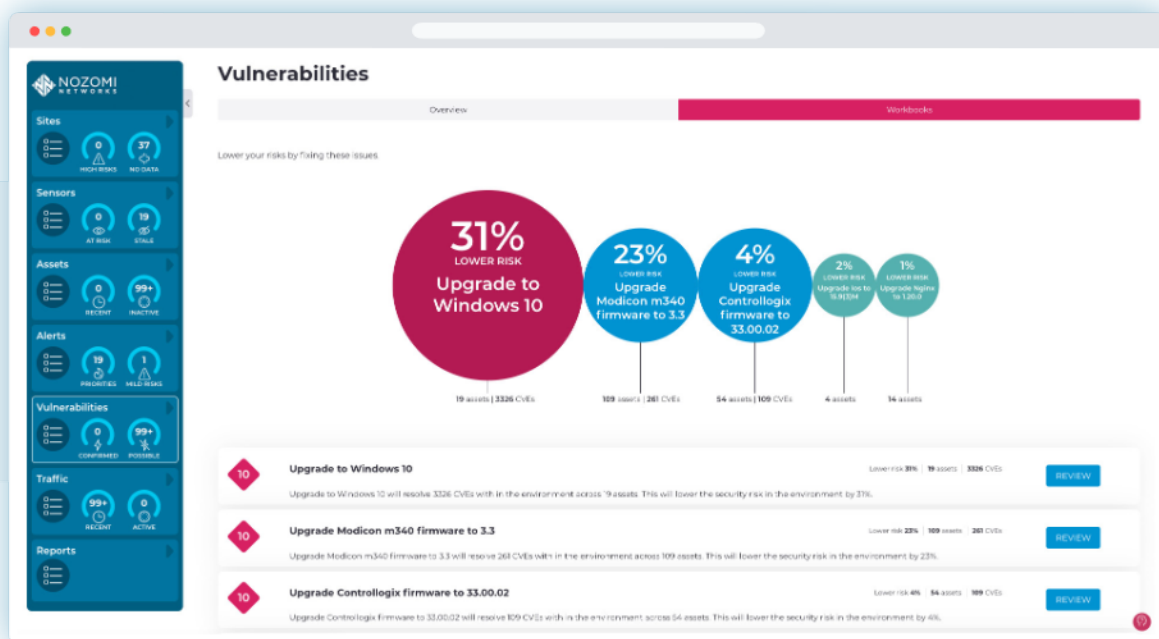 NOZOMI
NETWORKS
Sites
0
37
HIGH RISKS
NO DATA
Sensors
0
19
AT RISK
STALE
Assets
0
99+
RECENT
INACTIVE
Alerts
19
1
PRIORITIES
MILD RISKS
Vulnerabilities
0
99+
CONFIRMED
POSSIBLE
Traffic
99+
0
RECENT
ACTIVE
Reports
Vulnerabilities
Overview
Workbooks
Lower your risks by fixing these issues.
31%
LOWER RISK
Upgrade to
Windows 10
19 assets | 3326 CVEs
23%
LOWER RISK
Upgrade
Modicon m340
firmware to 3.3
109 assets | 261 CVEs
4%
LOWER RISK
Upgrade
Controllogix
firmware to
33.00.02
54 assets | 109 CVEs
2%
LOWER RISK
Upgrade Ios to
4 assets
1%
LOWER RISK
Upgrade Nginx
to 1.20.0
14 assets
10
Upgrade to Windows 10
Lower risk 31% | 19 assets | 3326 CVEs
REVIEW
Upgrade to Windows 10 will resolve 3326 CVEs with in the environment across 19 assets. This will lower the security risk in the environment by 31%.
10
Upgrade Modicon m340 firmware to 3.3
Lower risk 23% | 109 assets | 261 CVEs
REVIEW
Upgrade Modicon m340 firmware to 3.3 will resolve 261 CVEs with in the environment across 109 assets. This will lower the security risk in the environment by 23%.
10
Upgrade Controllogix firmware to 33.00.02
Lower risk 4% | 54 assets | 109 CVEs
REVIEW
Upgrade Controllogix firmware to 33.00.02 will resolve 109 CVEs with in the environment across 54 assets. This will lower the security risk in the environment by 4%.